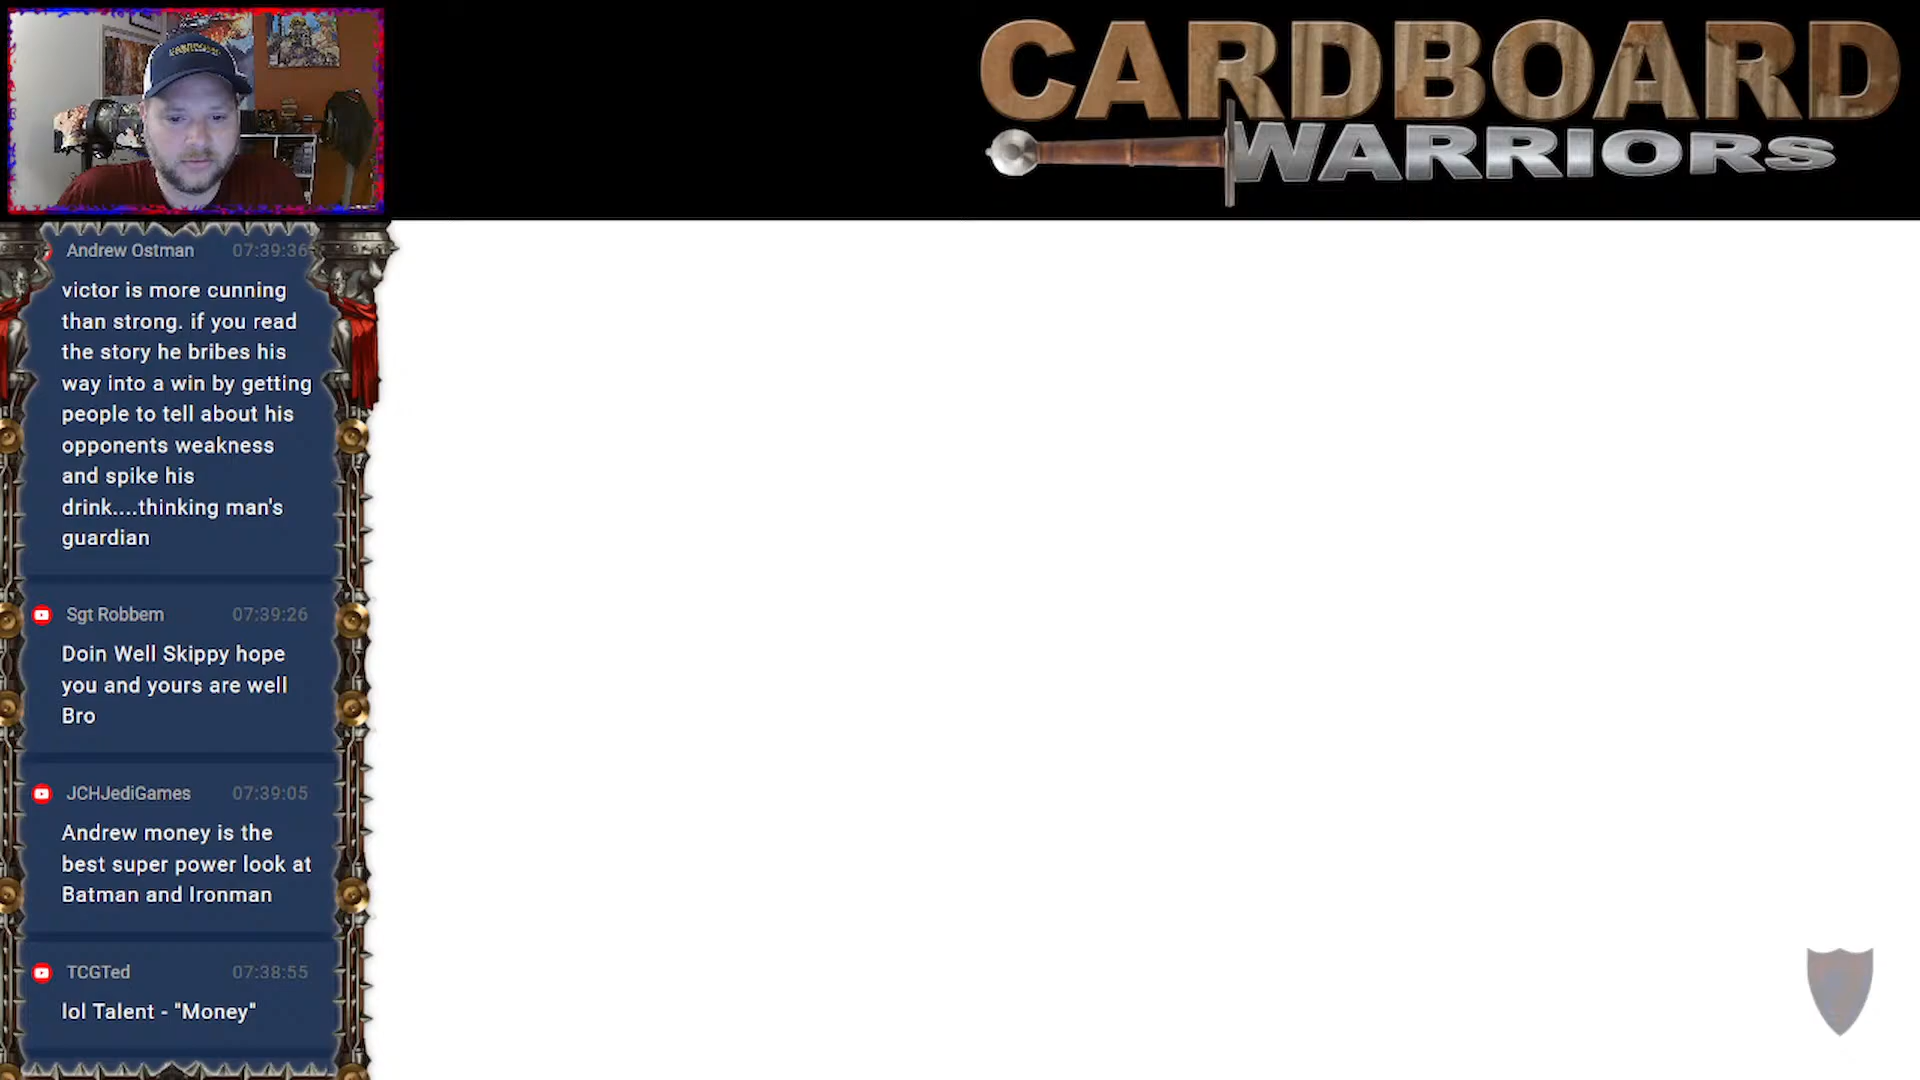 CARDBOARD
WARRIORS
Andrew Ostman 07:39:36
victor is more cunning
than strong. if you read
the story he bribes his
way into a win by getting
people to tell about his
opponents weakness
and spike his
drink....thinking man's
guardian
Sgt Robbem 07:39:26
Doin Well Skippy hope
you and yours are well
Bro
JCHJediGames 07:39:05
Andrew money is the
best super power look at
Batman and Ironman
TCGTed 07:38:55
lol Talent - "Money"